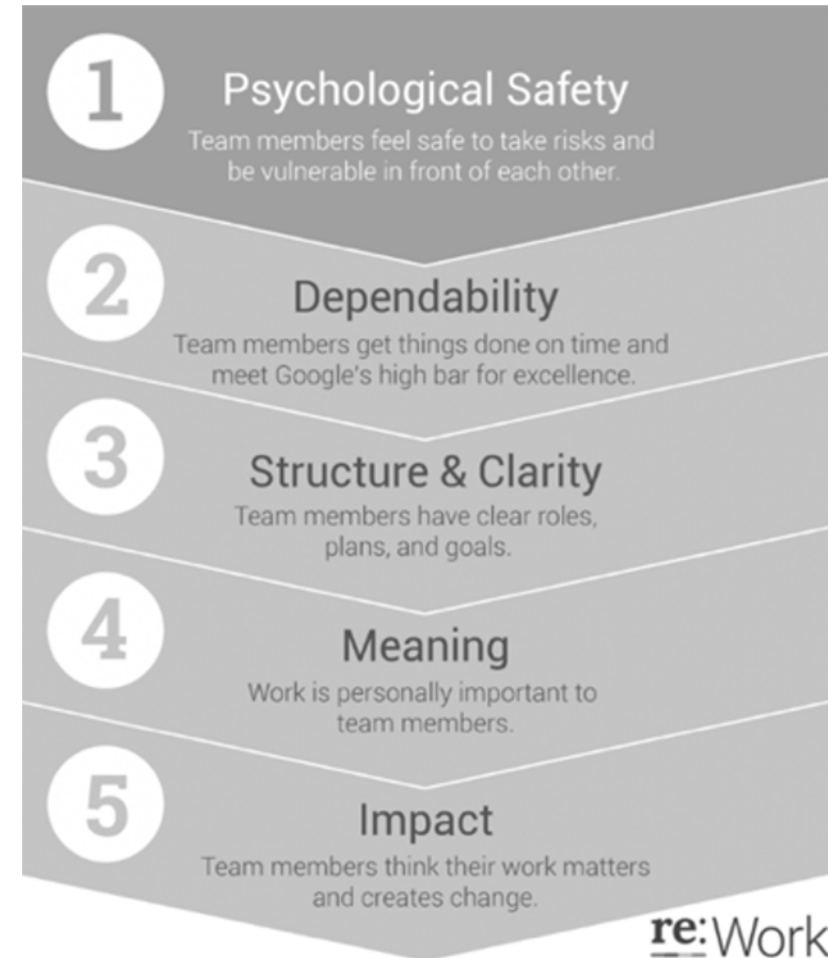 1
Psychological Safety
Team members feel safe to take risks and
be vulnerable in front of each other.
2
Dependability
Team members get things done on time and
meet Google's high bar for excellence.
3
Structure & Clarity
Team members have clear roles,
plans, and goals.
4
Meaning
Work is personally important to
team members.
5
Impact
Team members think their work matters
and creates change.
re:Work